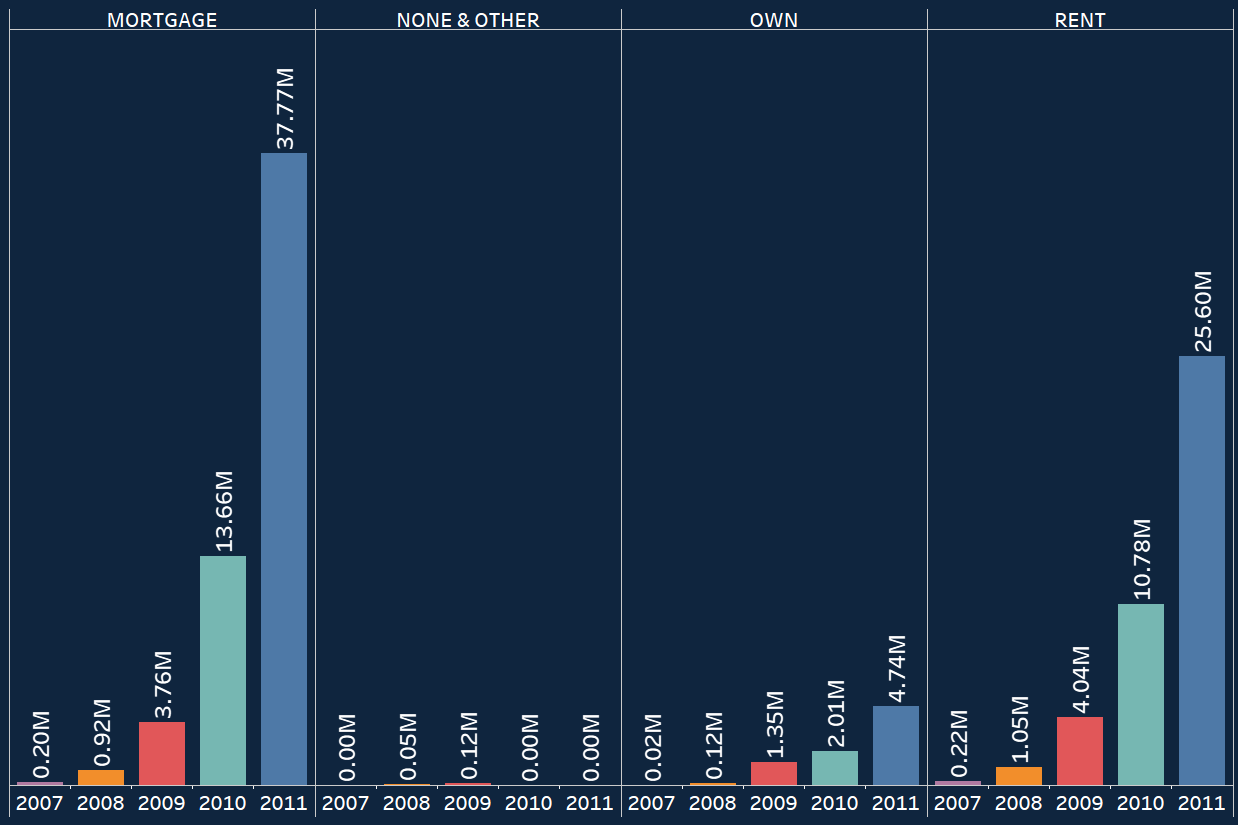 MORTGAGE
NONE & OTHER
OWN
RENT
0.20M
0.92M
3.76M
13.66M
37.77M
0.00M
0.05M
0.12M
0.00M
0.00M
0.02M
0.12M
1.35M
2.01M
4.74M
0.22M
1.05M
4.04M
10.78M
25.60M
2007 2008 2009 2010 2011 2007 2008 2009 2010 2011 2007 2008 2009 2010 2011 2007 2008 2009 2010 2011